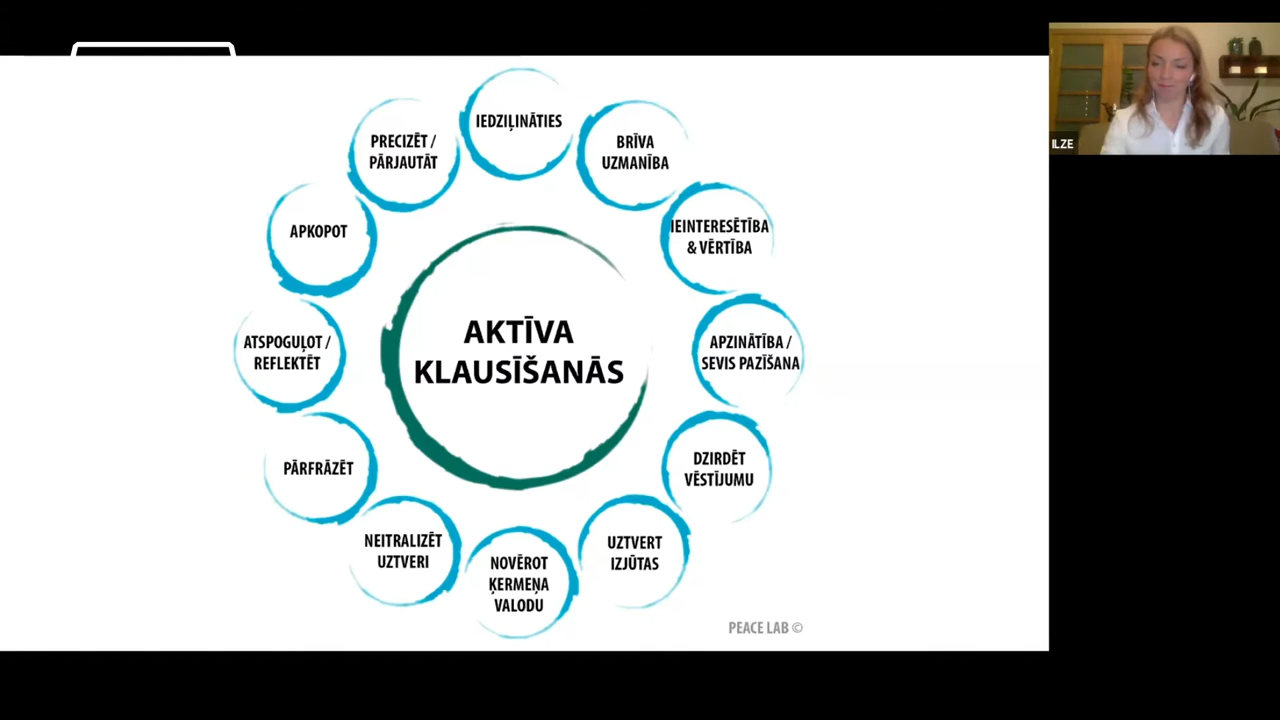 IEDZIĻINĀTIES
BRĪVA
UZMANĪBA
IEINTERESĒTĪBA
& VĒRTĪBA
APZINĀTĪBA /
SEVIS PAZĪŠANA
DZIRDĒT
VĒSTĪJUMU
UZTVERT
IZJŪTAS
NOVĒROT
ĶERMEŅA
VALODU
NEITRALIZĒT
UZTVERI
PĀRFRĀZĒT
ATSPOGUĻOT /
REFLEKTĒT
APKOPOT
PRECIZĒT /
PĀRJAUTĀT
AKTĪVA
KLAUSĪŠANĀS
PEACE LAB ©
ILZE